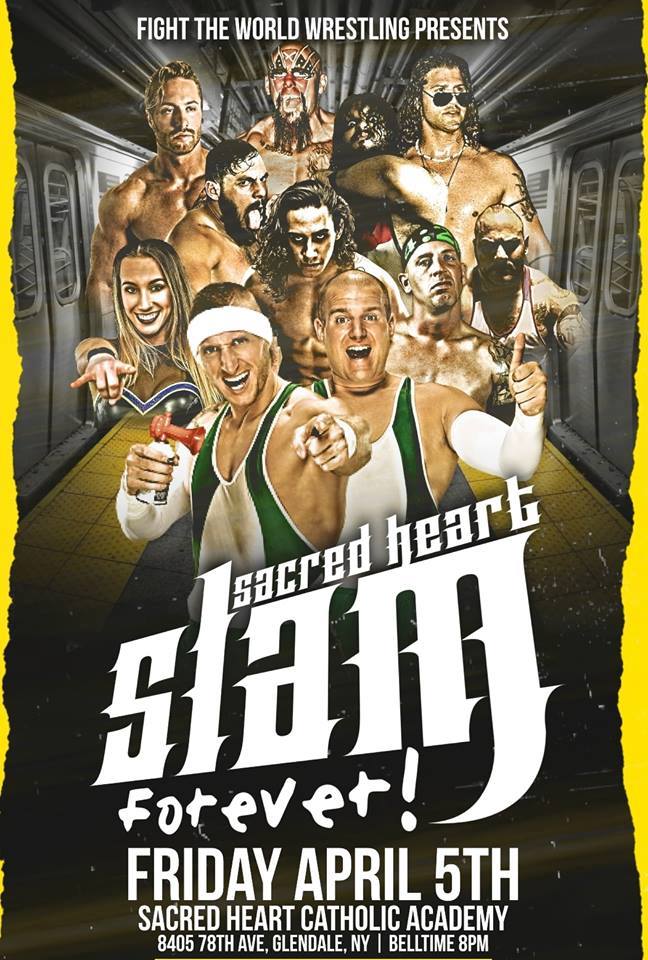 FIGHT THE WORLD WRESTLING PRESENTS
sacred heart
slam
forever!
FRIDAY APRIL 5TH
SACRED HEART CATHOLIC ACADEMY
8405 78TH AVE, GLENDALE, NY | BELLTIME 8PM